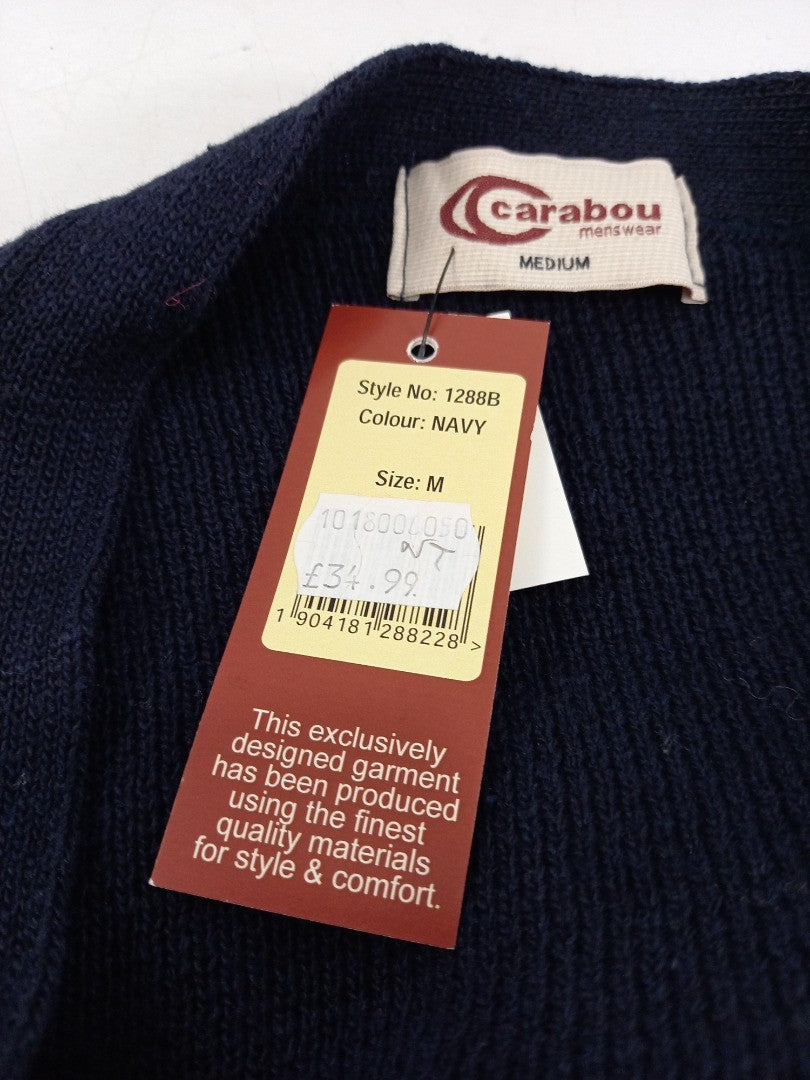 carabou
menswear
MEDIUM
Style No: 1288B
Colour: NAVY
Size: M
NT
£34.99
1 904181 288228 >
This exclusively
designed garment
has been produced
using the finest
quality materials
for style & comfort.